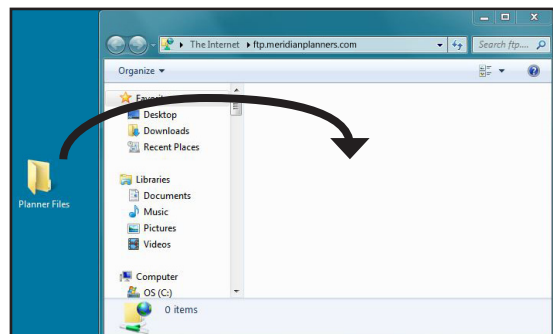 The Internet ▸ ftp.meridianplanners.com
Search ftp....
Organize
Favorites
Desktop
Downloads
Recent Places
Libraries
Documents
Music
Pictures
Videos
Computer
OS (C:)
Planner Files
0 items